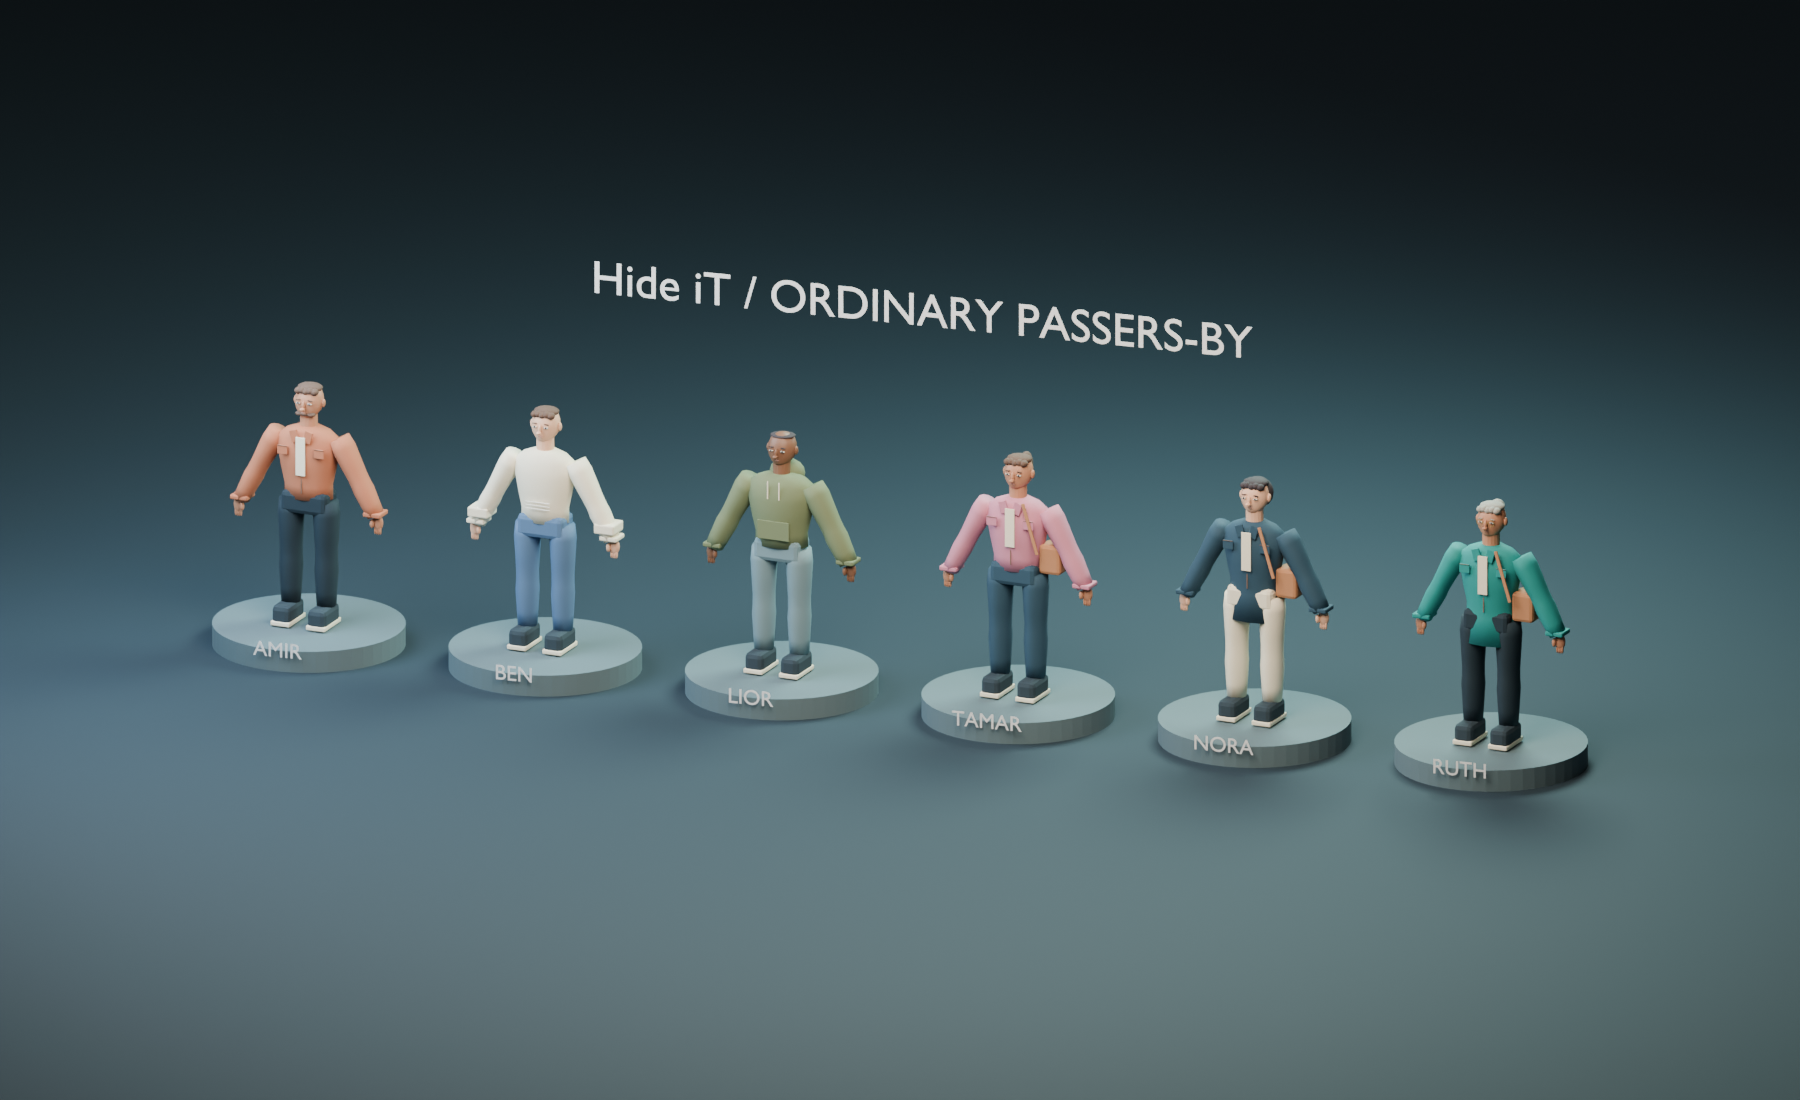 Hide iT / ORDINARY PASSERS-BY
AMIR
BEN
LIOR
TAMAR
NORA
RUTH